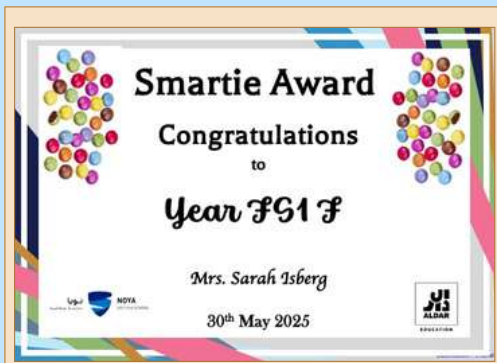 Smartie Award
Congratulations
to
Year FS1 F
Mrs. Sarah Isberg
نويا
NOYA
30th May 2025
ALDAR
EDUCATION